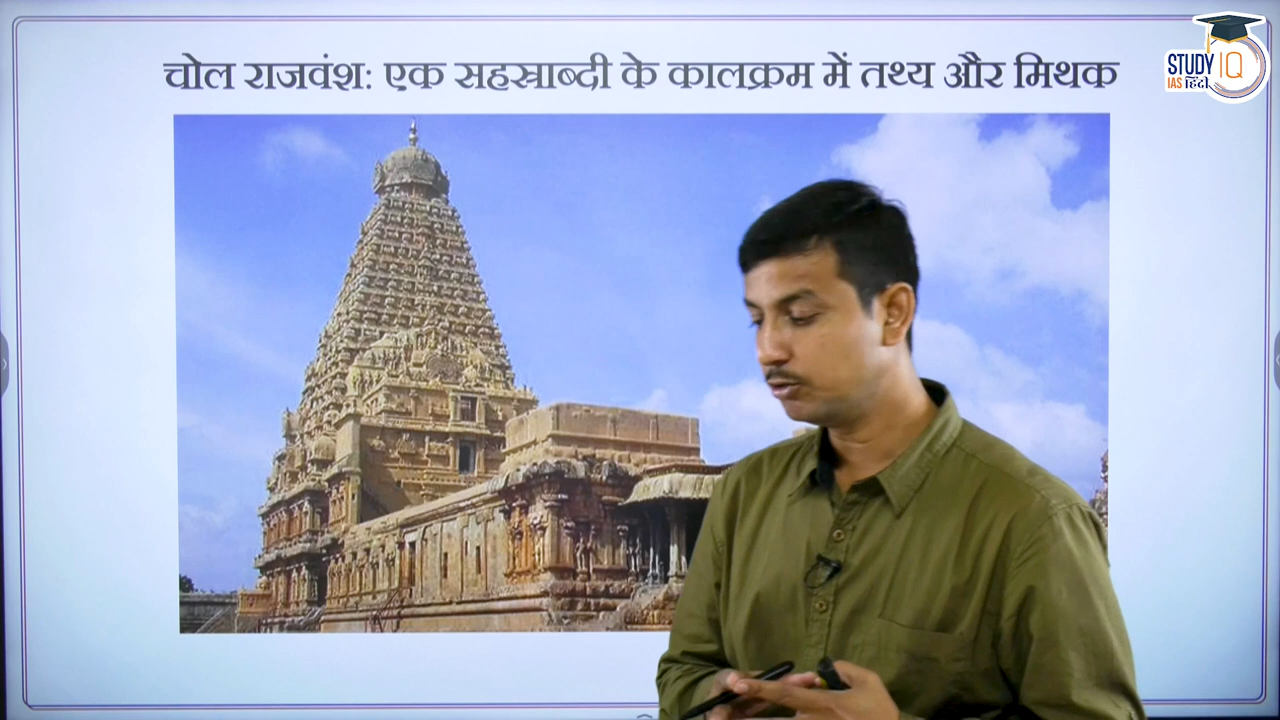 चोल राजवंश: एक सहस्राब्दी के कालक्रम में तथ्य और मिथक
STUDY IQ
IAS हिंदी